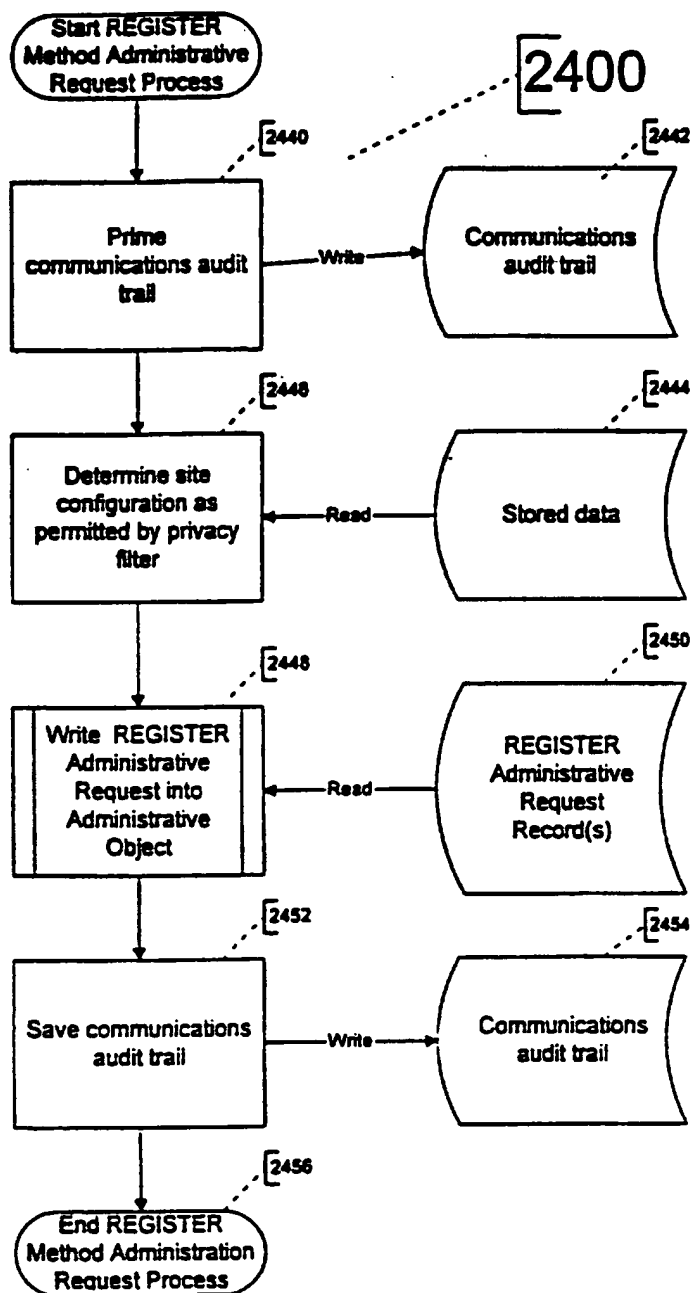 Start REGISTER
Method Administrative
Request Process
2400
2440
2442
Prime
communications audit
trail
Write
Communications
audit trail
2448
2444
Determine site
configuration as
permitted by privacy
filter
Read
Stored data
2448
2450
Write REGISTER
Administrative
Request into
Administrative
Object
Read
REGISTER
Administrative
Request
Record(s)
2452
2454
Save communications
audit trail
Write
Communications
audit trail
2456
End REGISTER
Method Administration
Request Process